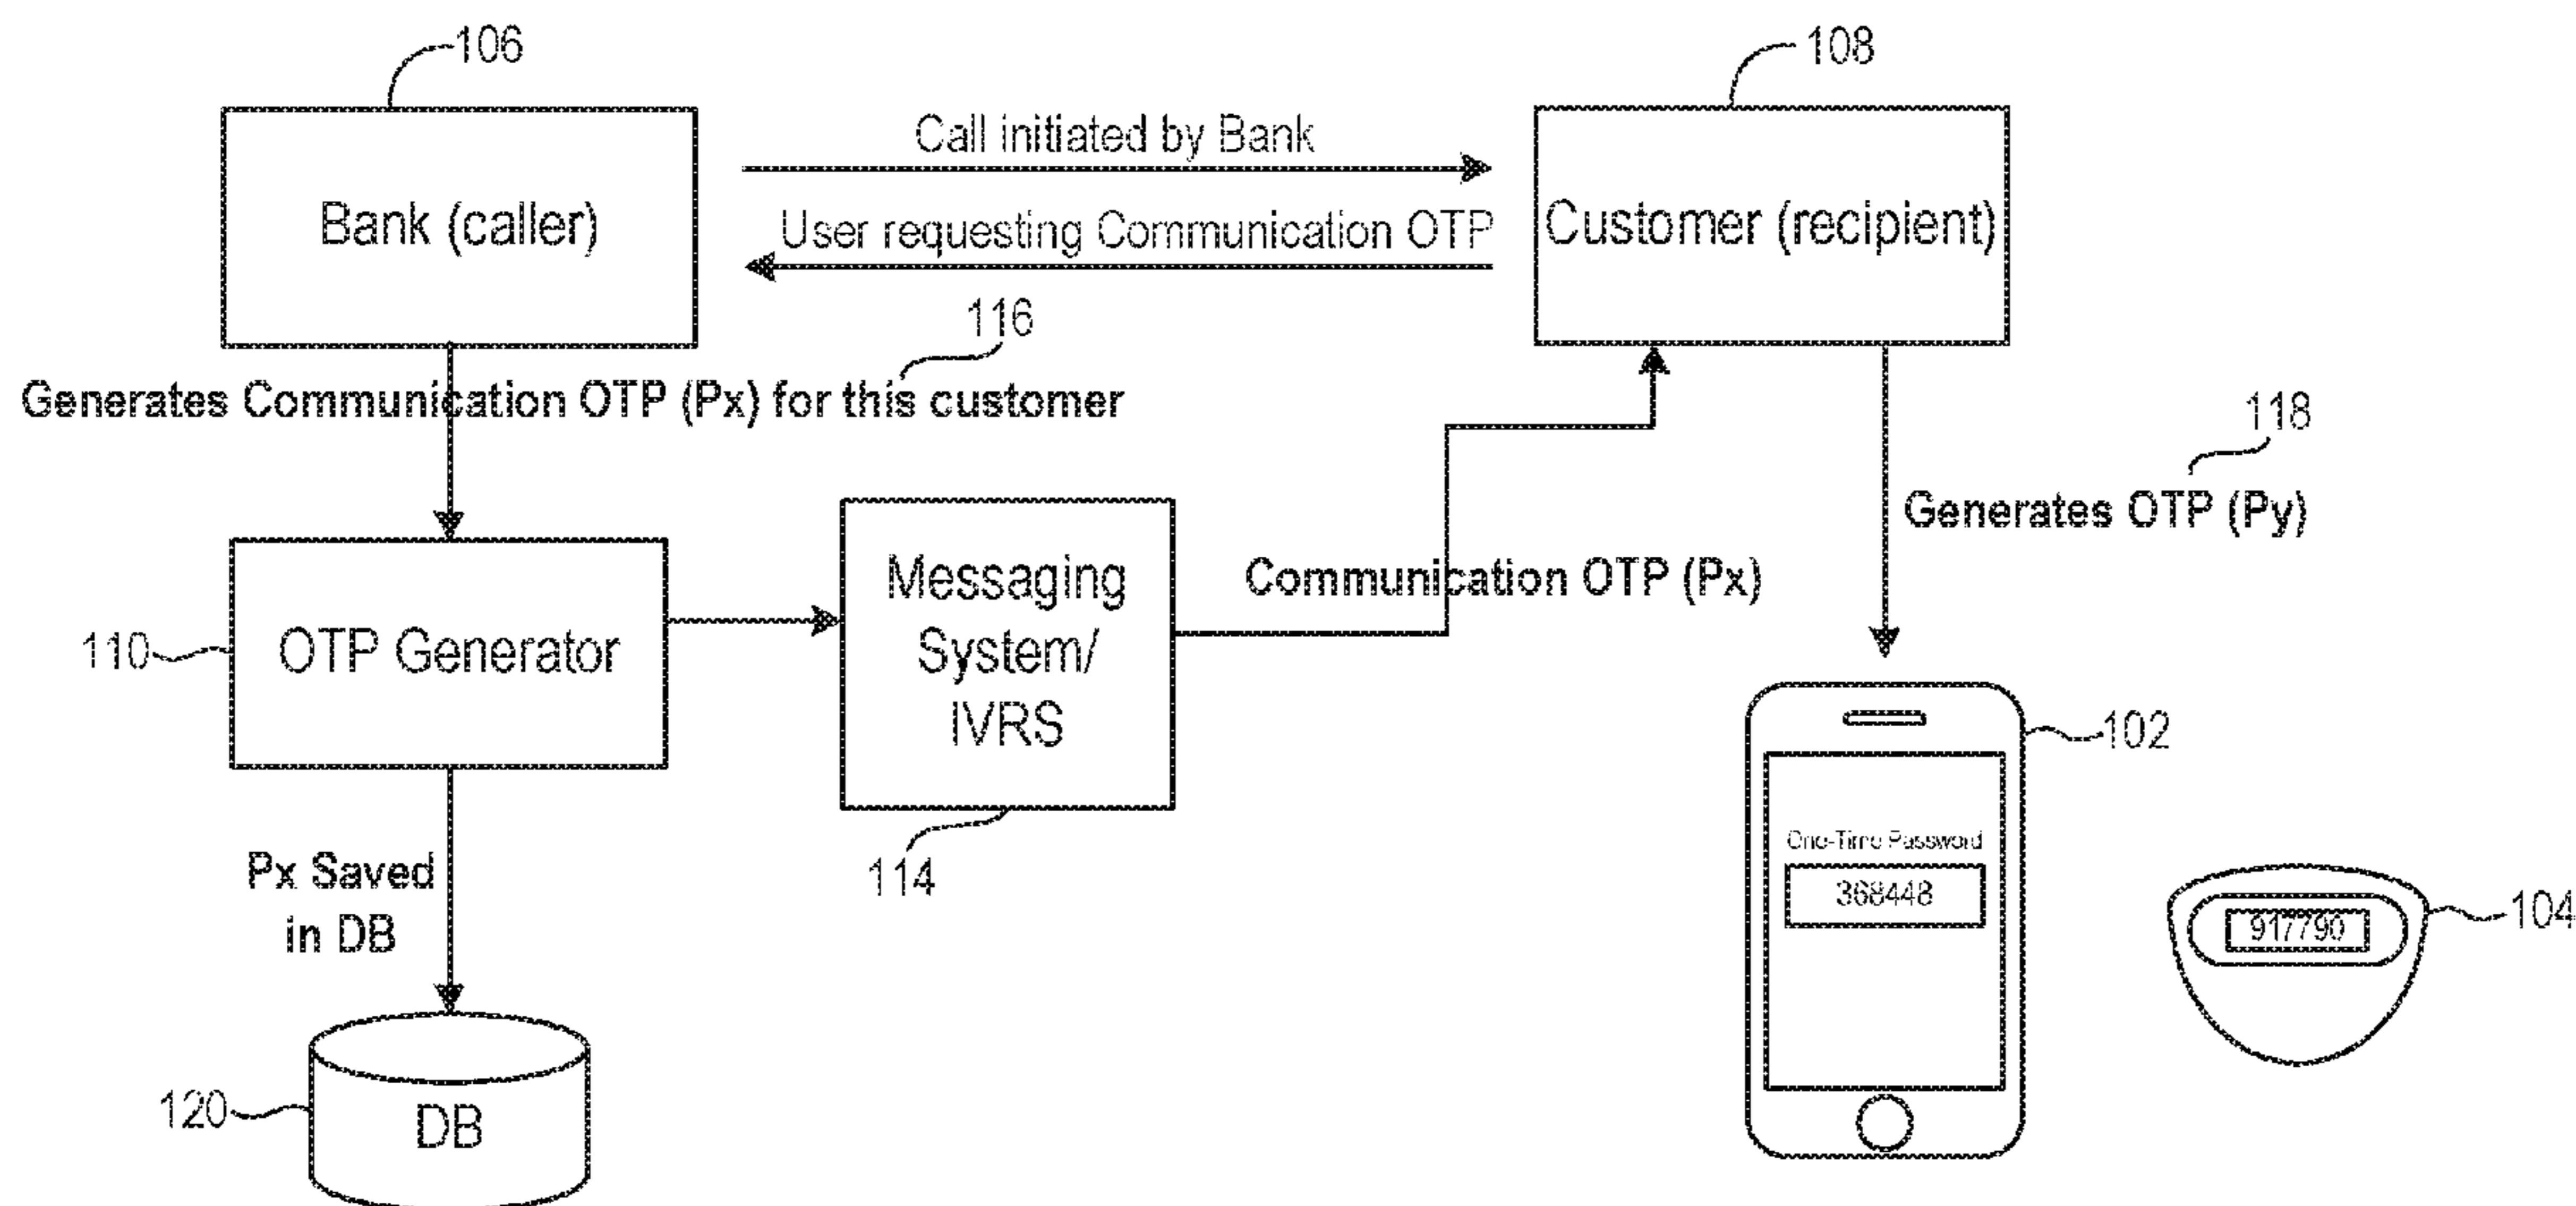 106
108
Call initiated by Bank
Bank (caller)
User requesting Communication OTP
Customer (recipient)
116
Generates Communication OTP (Px) for this customer
118
Generates OTP (Py)
Messaging
System/
IVRS
Communication OTP (Px)
110
OTP Generator
102
One-Time Password
368448
Px Saved
in DB
114
917790
104
120
DB